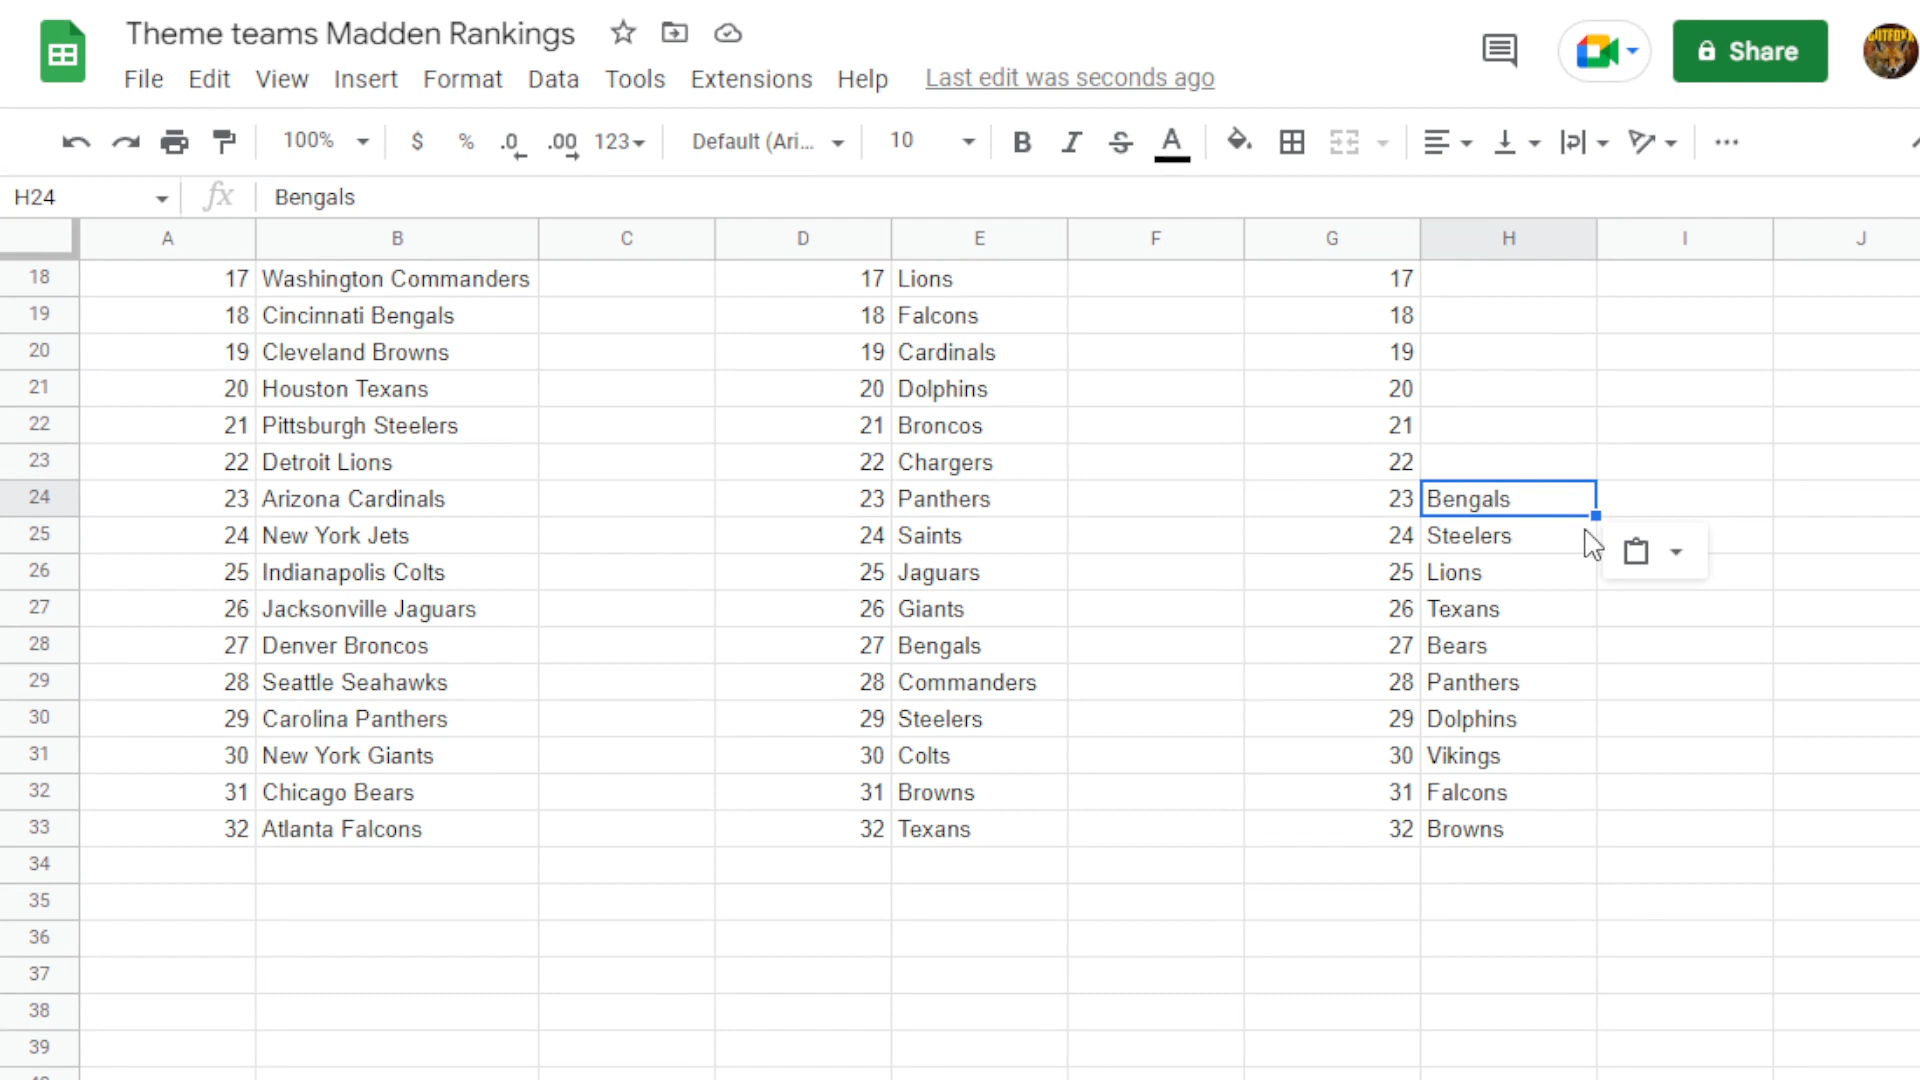 Theme teams Madden Rankings
File Edit View Insert Format Data Tools Extensions Help Last edit was seconds ago
Share
100% $ % .0 .00 123 Default (Ari... 10 B I S A
H24 fx Bengals
A B C D E F G H I J
18 17 Washington Commanders 17 Lions 17
19 18 Cincinnati Bengals 18 Falcons 18
20 19 Cleveland Browns 19 Cardinals 19
21 20 Houston Texans 20 Dolphins 20
22 21 Pittsburgh Steelers 21 Broncos 21
23 22 Detroit Lions 22 Chargers 22
24 23 Arizona Cardinals 23 Panthers 23 Bengals
25 24 New York Jets 24 Saints 24 Steelers
26 25 Indianapolis Colts 25 Jaguars 25 Lions
27 26 Jacksonville Jaguars 26 Giants 26 Texans
28 27 Denver Broncos 27 Bengals 27 Bears
29 28 Seattle Seahawks 28 Commanders 28 Panthers
30 29 Carolina Panthers 29 Steelers 29 Dolphins
31 30 New York Giants 30 Colts 30 Vikings
32 31 Chicago Bears 31 Browns 31 Falcons
33 32 Atlanta Falcons 32 Texans 32 Browns
34
35
36
37
38
39